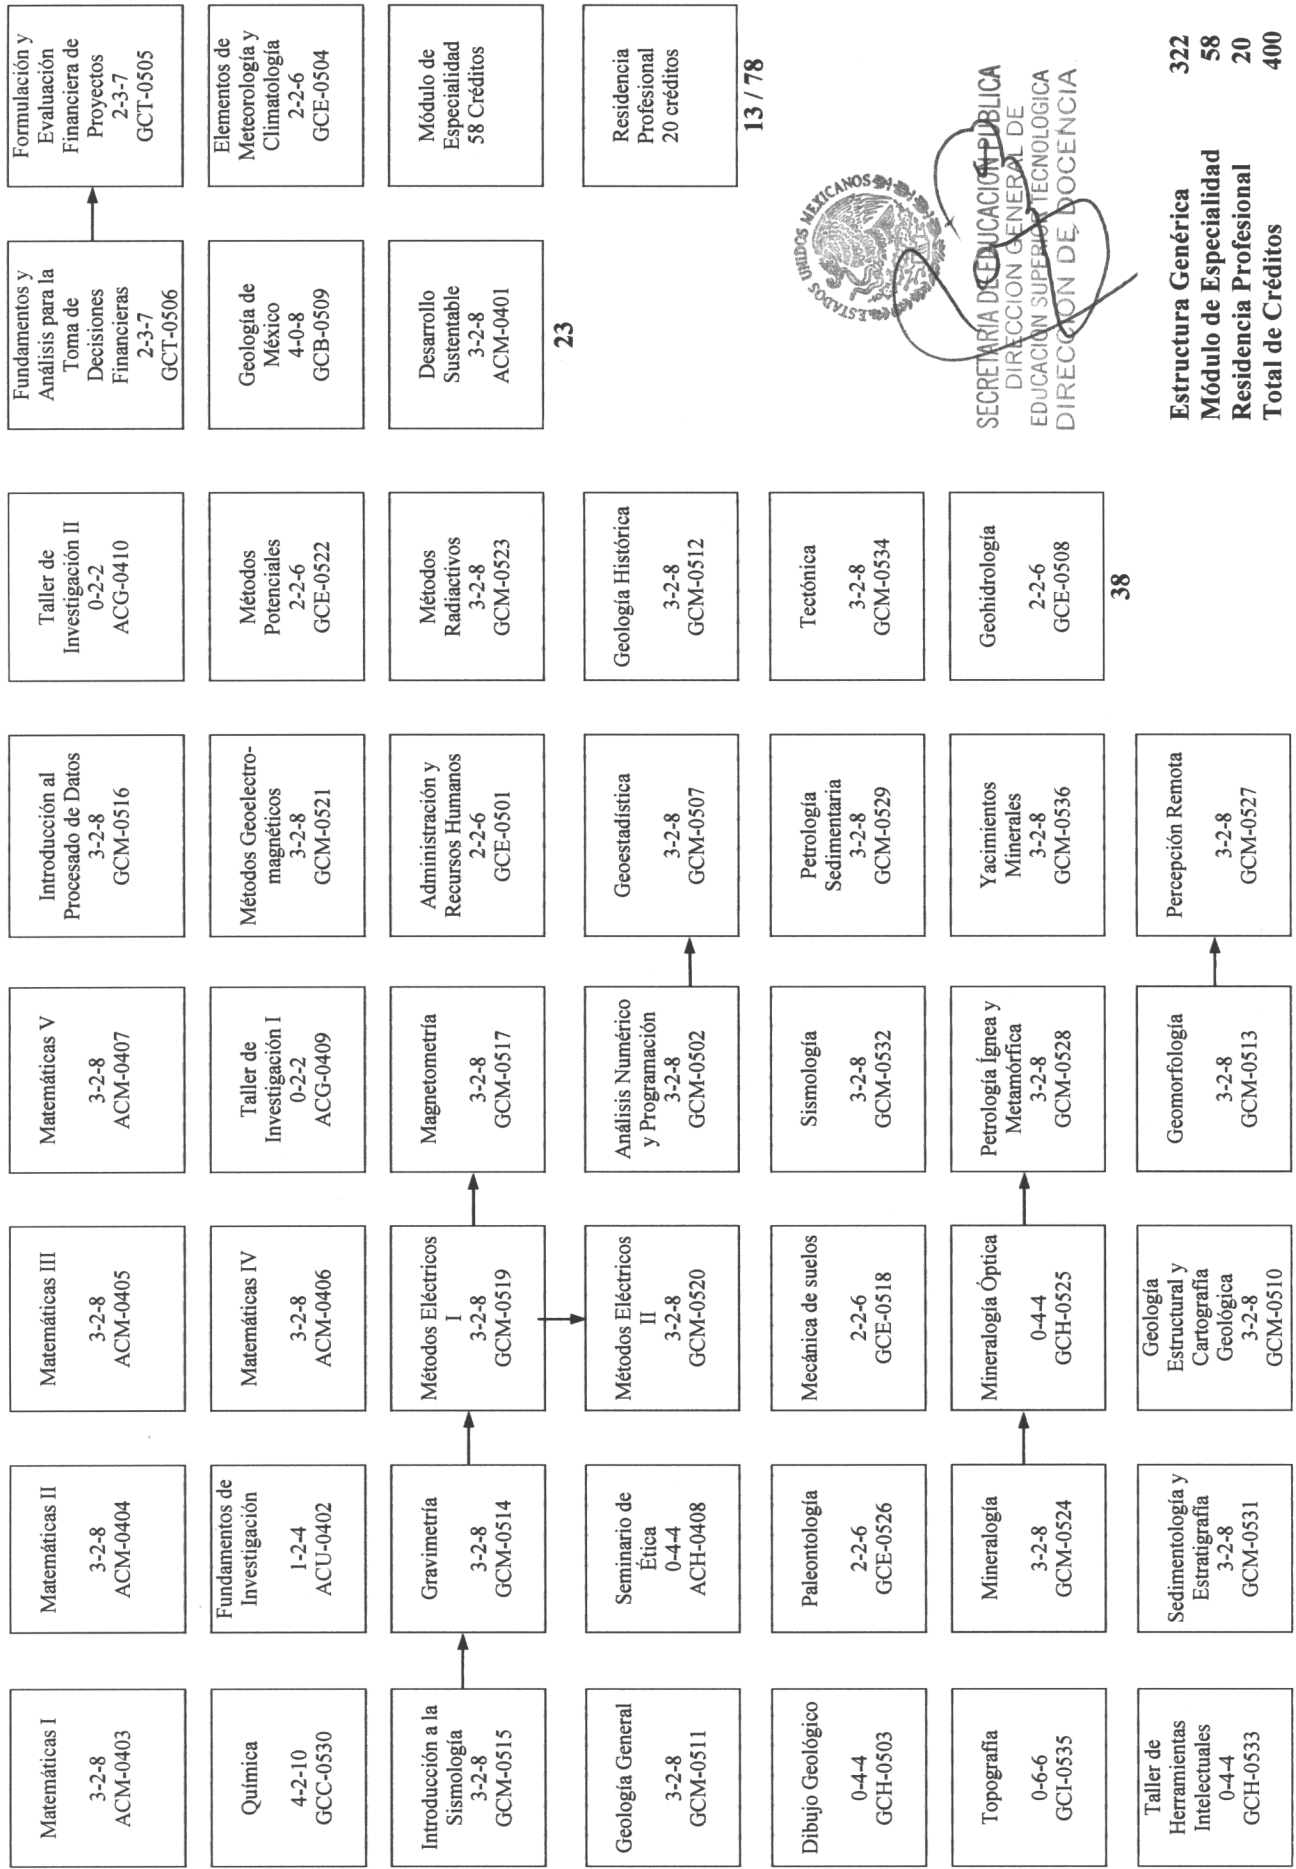 Matemáticas I
3-2-8
ACM-0403
Química
4-2-10
GCC-0530
Introducción a la
Sismología
3-2-8
GCM-0515
Geología General
3-2-8
GCM-0511
Dibujo Geológico
0-4-4
GCH-0503
Topografía
0-6-6
GCI-0535
Taller de
Herramientas
Intelectuales
0-4-4
GCH-0533
Matemáticas II
3-2-8
ACM-0404
Fundamentos de
Investigación
1-2-4
ACU-0402
Gravimetría
3-2-8
GCM-0514
Seminario de
Ética
0-4-4
ACH-0408
Paleontología
2-2-6
GCE-0526
Mineralogía
3-2-8
GCM-0524
Sedimentología y
Estratigrafía
3-2-8
GCM-0531
Matemáticas III
3-2-8
ACM-0405
Matemáticas IV
3-2-8
ACM-0406
Métodos Eléctricos
I
3-2-8
GCM-0519
Métodos Eléctricos
II
3-2-8
GCM-0520
Mecánica de suelos
2-2-6
GCE-0518
Mineralogía Óptica
0-4-4
GCH-0525
Geología
Estructural y
Cartografía
Geológica
3-2-8
GCM-0510
Matemáticas V
3-2-8
ACM-0407
Taller de
Investigación I
0-2-2
ACG-0409
Magnetometría
3-2-8
GCM-0517
Análisis Numérico
y Programación
3-2-8
GCM-0502
Sismología
3-2-8
GCM-0532
Petrología Ígnea y
Metamórfica
3-2-8
GCM-0528
Geomorfología
3-2-8
GCM-0513
Introducción al
Procesado de Datos
3-2-8
GCM-0516
Métodos Geoelectro-
magnéticos
3-2-8
GCM-0521
Administración y
Recursos Humanos
2-2-6
GCE-0501
Geoestadística
3-2-8
GCM-0507
Petrología
Sedimentaria
3-2-8
GCM-0529
Yacimientos
Minerales
3-2-8
GCM-0536
Percepción Remota
3-2-8
GCM-0527
Taller de
Investigación II
0-2-2
ACG-0410
Métodos
Potenciales
2-2-6
GCE-0522
Métodos
Radiactivos
3-2-8
GCM-0523
Geología Histórica
3-2-8
GCM-0512
Tectónica
3-2-8
GCM-0534
Geohidrología
2-2-6
GCE-0508
38
Fundamentos y
Análisis para la
Toma de
Decisiones
Financieras
2-3-7
GCT-0506
Geología de
México
4-0-8
GCB-0509
Desarrollo
Sustentable
3-2-8
ACM-0401
23
Formulación y
Evaluación
Financiera de
Proyectos
2-3-7
GCT-0505
Elementos de
Meteorología y
Climatología
2-2-6
GCE-0504
Módulo de
Especialidad
58 Créditos
Residencia
Profesional
20 créditos
13 / 78
ESTADOS UNIDOS MEXICANOS
SECRETARIA DE EDUCACION PUBLICA
DIRECCION GENERAL DE
EDUCACION SUPERIOR TECNOLOGICA
DIRECCION DE DOCENCIA
Estructura Genérica 322
Módulo de Especialidad 58
Residencia Profesional 20
Total de Créditos 400